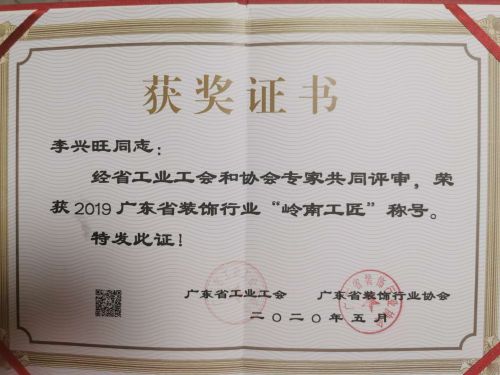 获奖证书
李兴旺同志：
经省工业工会和协会专家共同评审，荣
获2019广东省装饰行业“岭南工匠”称号。
特发此证！
广东省工业工会 广东省装饰行业协会
二〇二〇年五月